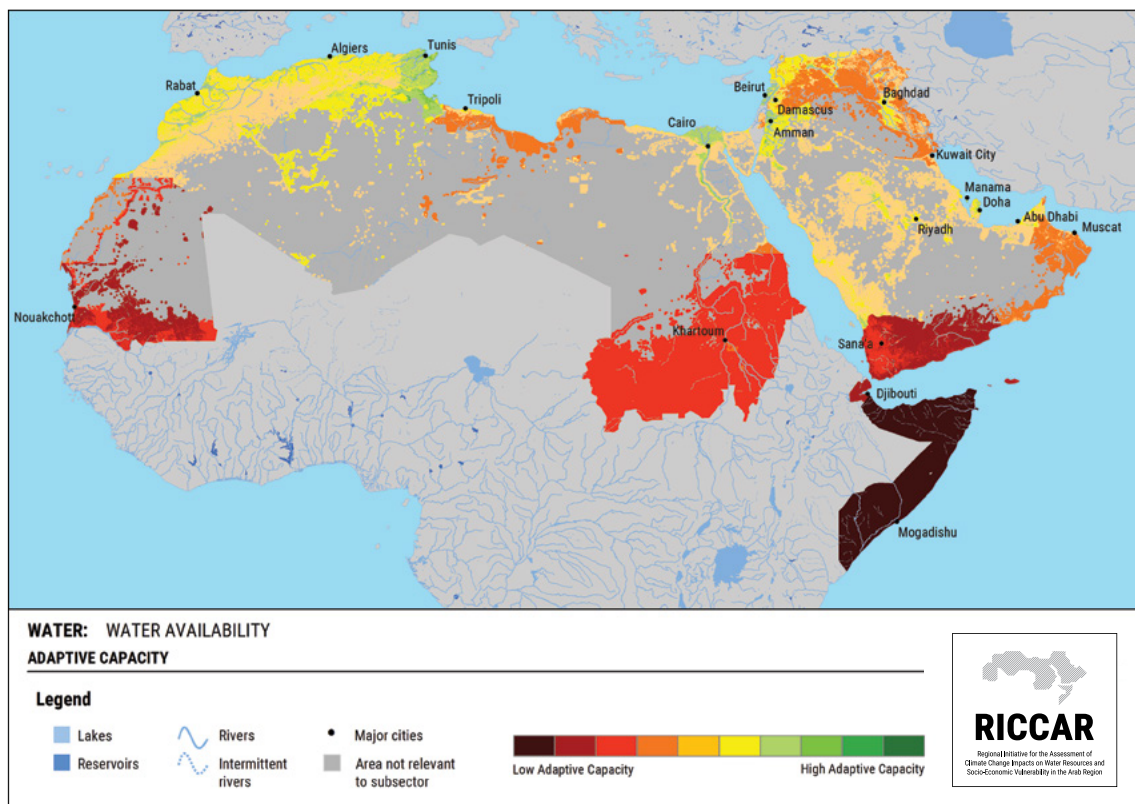 Algiers
Tunis
Rabat
Tripoli
Beirut
Damascus
Baghdad
Amman
Cairo
Kuwait City
Manama
Doha
Abu Dhabi
Riyadh
Muscat
Nouakchott
Khartoum
Sana'a
Djibouti
Mogadishu
WATER: WATER AVAILABILITY
ADAPTIVE CAPACITY
Legend
Lakes
Rivers
Major cities
Reservoirs
Intermittent
rivers
Area not relevant
to subsector
Low Adaptive Capacity
High Adaptive Capacity
RICCAR
Regional Initiative for the Assessment of
Climate Change Impacts on Water Resources and
Socio-Economic Vulnerability in the Arab Region